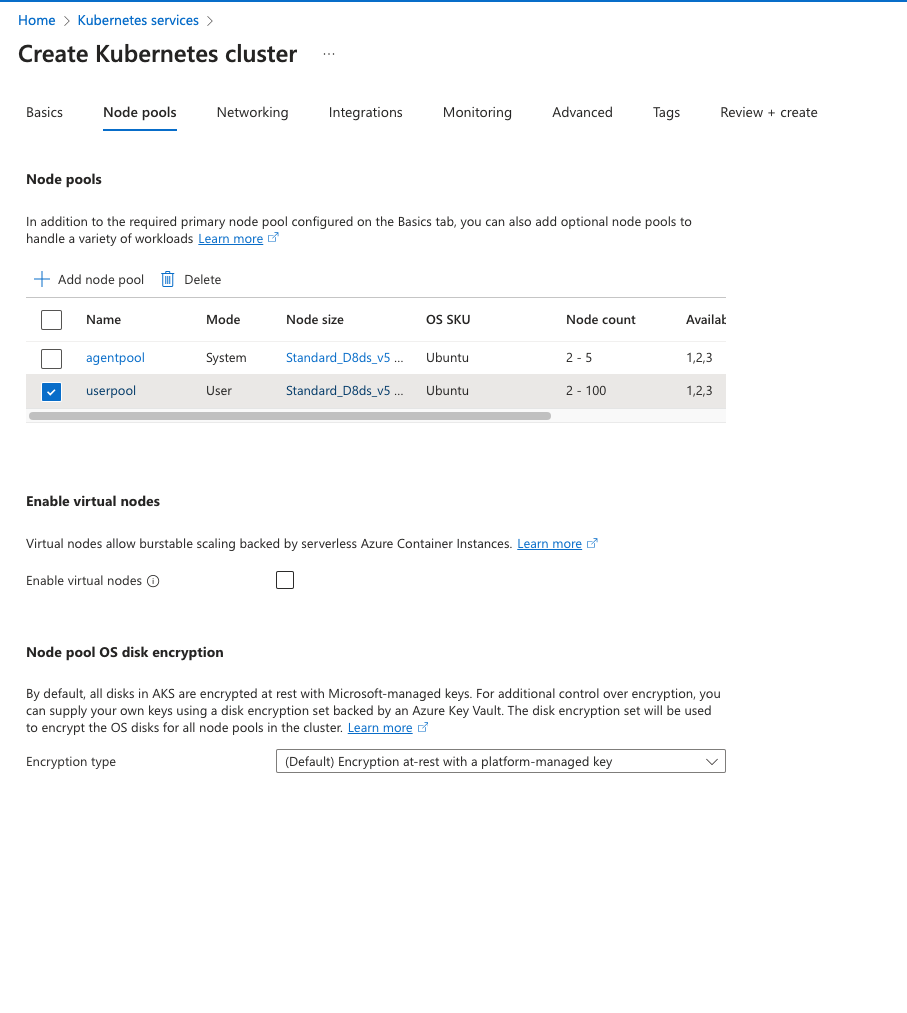 Home > Kubernetes services >
Create Kubernetes cluster ...
Basics Node pools Networking Integrations Monitoring Advanced Tags Review + create
Node pools
In addition to the required primary node pool configured on the Basics tab, you can also add optional node pools to
handle a variety of workloads Learn more
Add node pool Delete
Name Mode Node size OS SKU Node count Availab
agentpool System Standard_D8ds_v5 ... Ubuntu 2 - 5 1,2,3
userpool User Standard_D8ds_v5 ... Ubuntu 2 - 100 1,2,3
Enable virtual nodes
Virtual nodes allow burstable scaling backed by serverless Azure Container Instances. Learn more
Enable virtual nodes
Node pool OS disk encryption
By default, all disks in AKS are encrypted at rest with Microsoft-managed keys. For additional control over encryption, you
can supply your own keys using a disk encryption set backed by an Azure Key Vault. The disk encryption set will be used
to encrypt the OS disks for all node pools in the cluster. Learn more
Encryption type (Default) Encryption at-rest with a platform-managed key